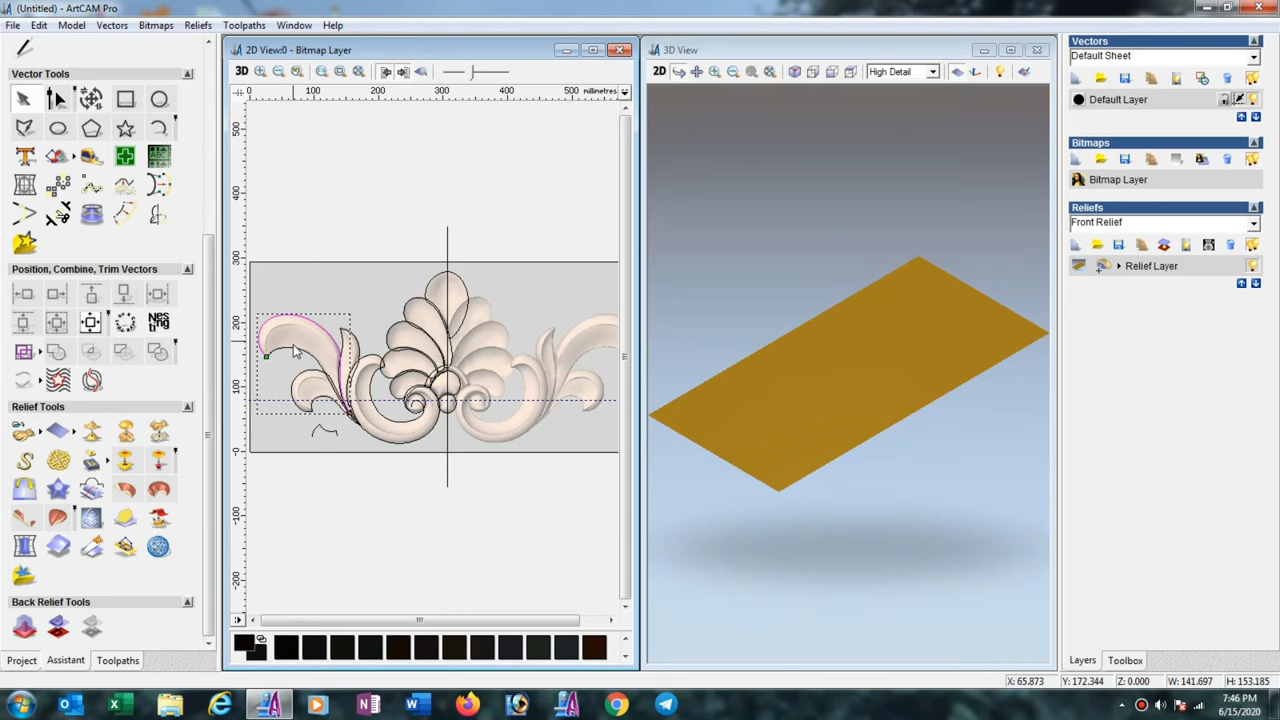 (Untitled) - ArtCAM Pro
File Edit Model Vectors Bitmaps Reliefs Toolpaths Window Help
Vector Tools
Position, Combine, Trim Vectors
Relief Tools
Back Relief Tools
Project Assistant Toolpaths
2D View:0 - Bitmap Layer
3D
0 100 200 300 400 500 millimetres
500
400
300
200
100
-0
-100
-200
3D View
2D High Detail
Vectors
Default Sheet
Default Layer
Bitmaps
Bitmap Layer
Reliefs
Front Relief
Relief Layer
Layers Toolbox
X: 65.873 Y: 172.344 Z: 0.000 W: 141.697 H: 153.185
7:46 PM
6/15/2020